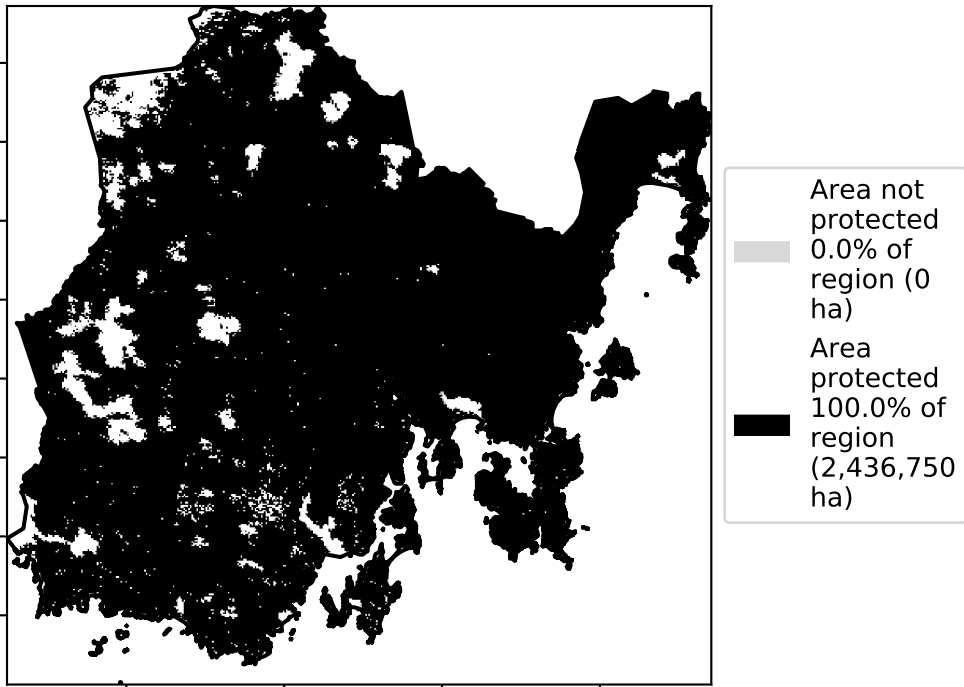 Area not
protected
0.0% of
region (0
ha)
Area
protected
100.0% of
region
(2,436,750
ha)